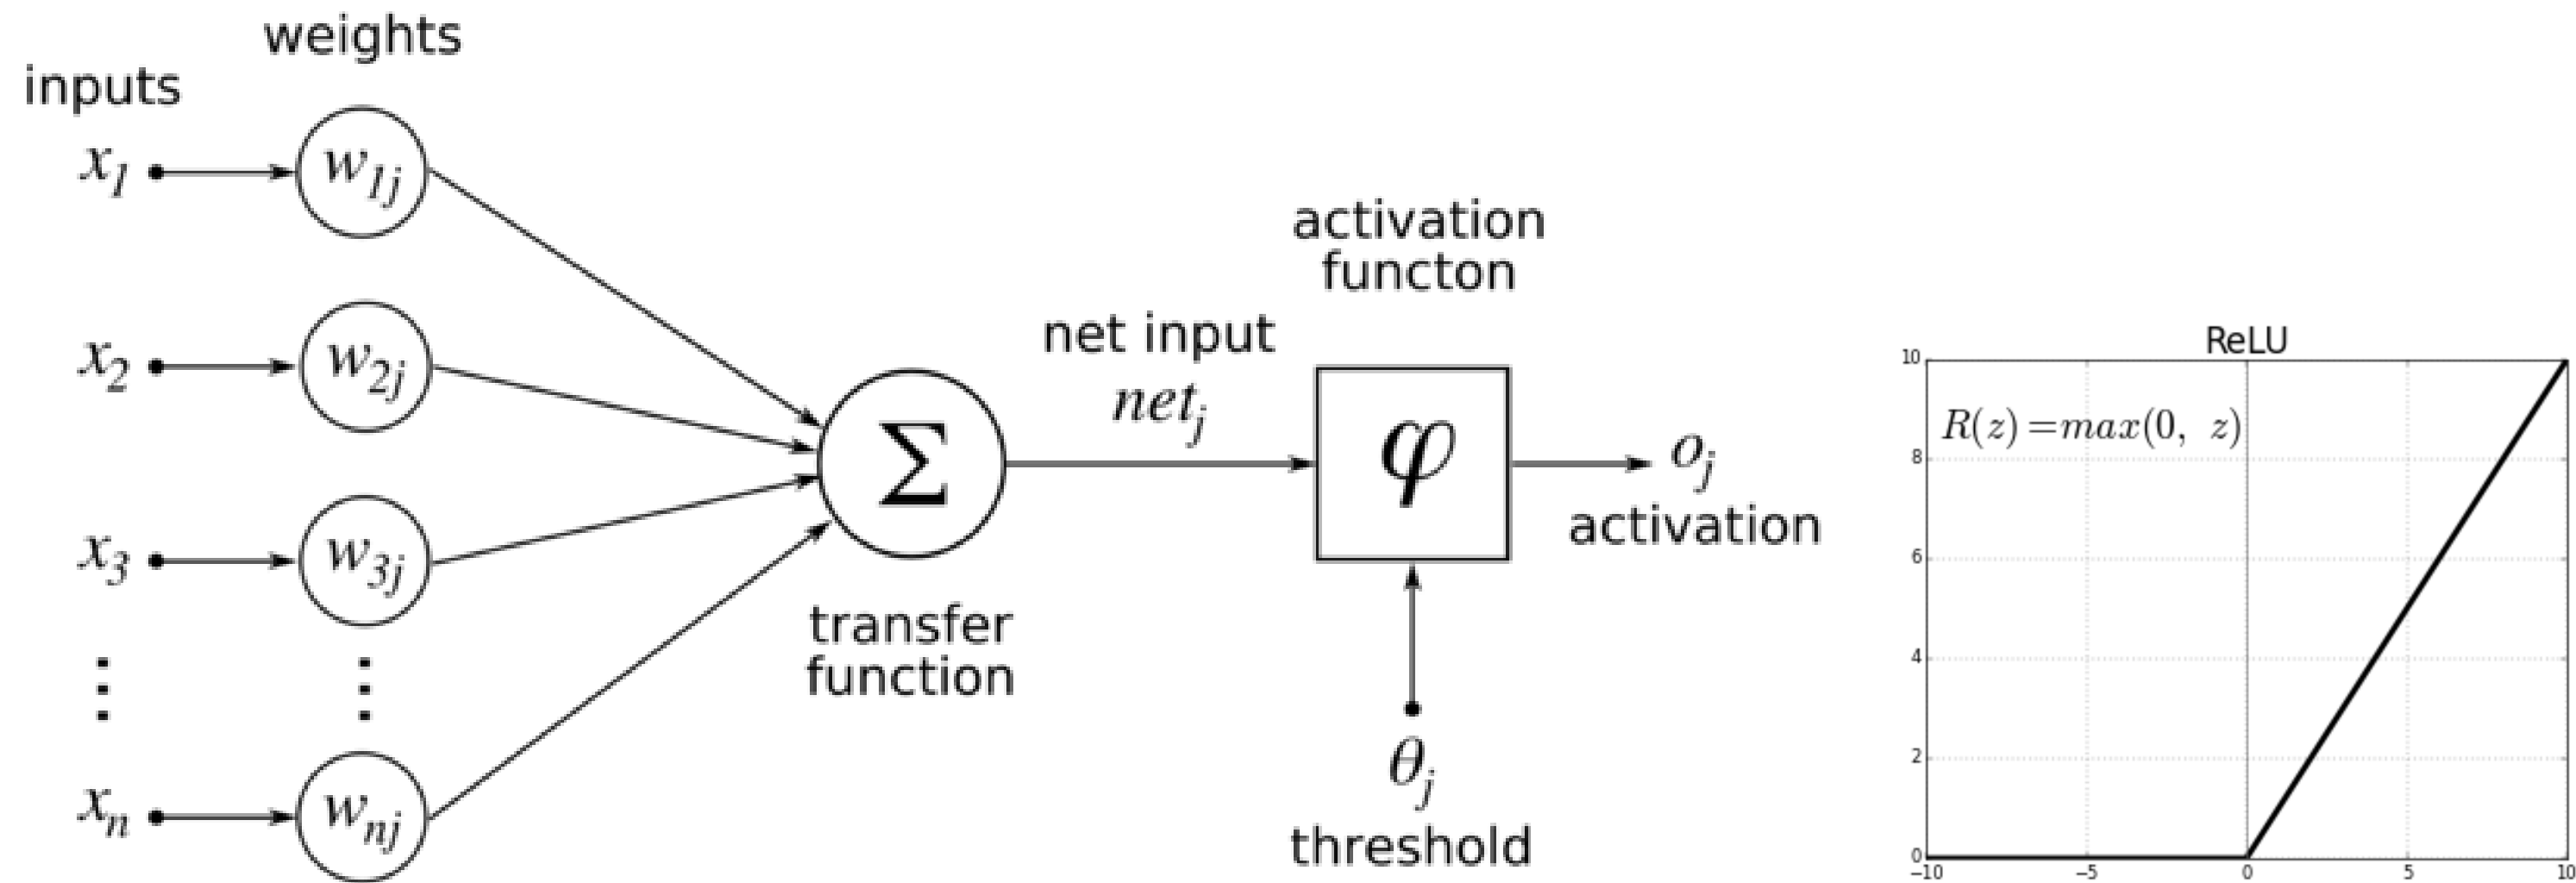 weights
inputs
x1
w1j
x2
w2j
x3
w3j
⋮
⋮
xn
wnj
Σ
transfer
function
net input
netj
activation
functon
φ
oj
activation
θj
threshold
ReLU
R(z) =max(0, z)
10
8
6
4
2
0
−10
−5
0
5
10